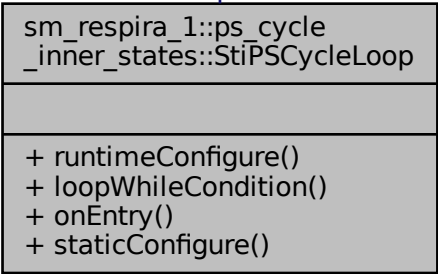 sm_respira_1::ps_cycle
_inner_states::StiPSCycleLoop
+ runtimeConfigure()
+ loopWhileCondition()
+ onEntry()
+ staticConfigure()